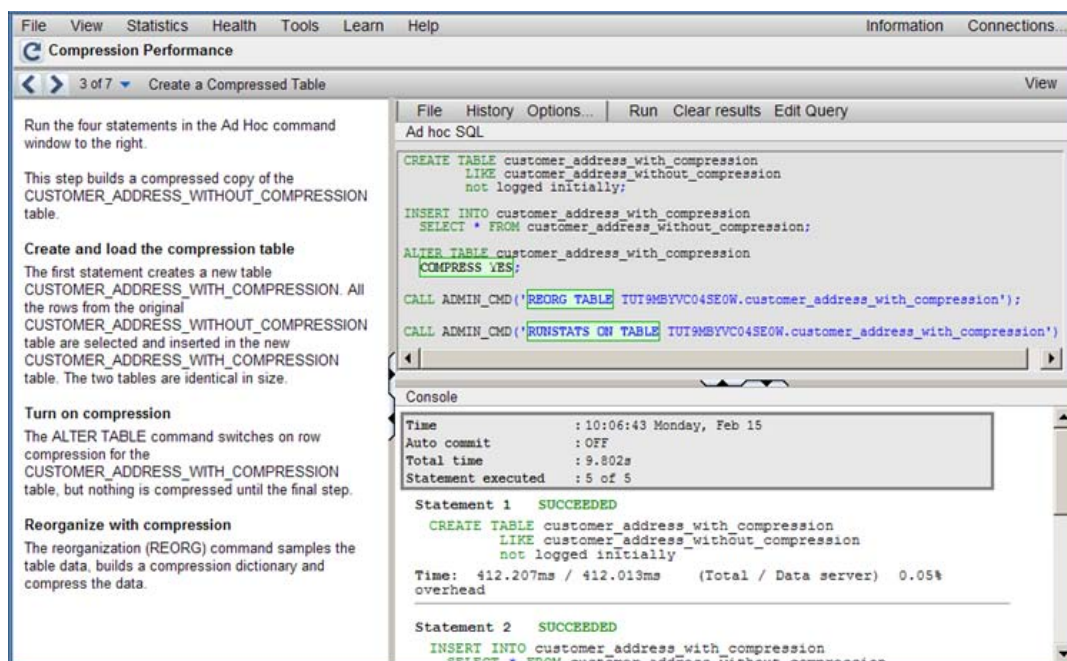 File View Statistics Health Tools Learn Help Information Connections...
Compression Performance
3 of 7 Create a Compressed Table View
Run the four statements in the Ad Hoc command
window to the right.
This step builds a compressed copy of the
CUSTOMER_ADDRESS_WITHOUT_COMPRESSION
table.
Create and load the compression table
The first statement creates a new table
CUSTOMER_ADDRESS_WITH_COMPRESSION. All
the rows from the original
CUSTOMER_ADDRESS_WITHOUT_COMPRESSION
table are selected and inserted in the new
CUSTOMER_ADDRESS_WITH_COMPRESSION
table. The two tables are identical in size.
Turn on compression
The ALTER TABLE command switches on row
compression for the
CUSTOMER_ADDRESS_WITH_COMPRESSION
table, but nothing is compressed until the final step.
Reorganize with compression
The reorganization (REORG) command samples the
table data, builds a compression dictionary and
compress the data.
File History Options... Run Clear results Edit Query
Ad hoc SQL
CREATE TABLE customer_address_with_compression
LIKE customer_address_without_compression
not logged initially;
INSERT INTO customer_address_with_compression
SELECT * FROM customer_address_without_compression;
ALTER TABLE customer_address_with_compression
COMPRESS YES;
CALL ADMIN_CMD('REORG TABLE TUT9MBYVC04SE0W.customer_address_with_compression');
CALL ADMIN_CMD('RUNSTATS ON TABLE TUT9MBYVC04SE0W.customer_address_with_compression')
Console
Time : 10:06:43 Monday, Feb 15
Auto commit : OFF
Total time : 9.802s
Statement executed : 5 of 5
Statement 1 SUCCEEDED
CREATE TABLE customer_address_with_compression
LIKE customer_address_without_compression
not logged initially
Time: 412.207ms / 412.013ms (Total / Data server) 0.05%
overhead
Statement 2 SUCCEEDED
INSERT INTO customer_address_with_compression
SELECT * FROM customer_address_without_compression